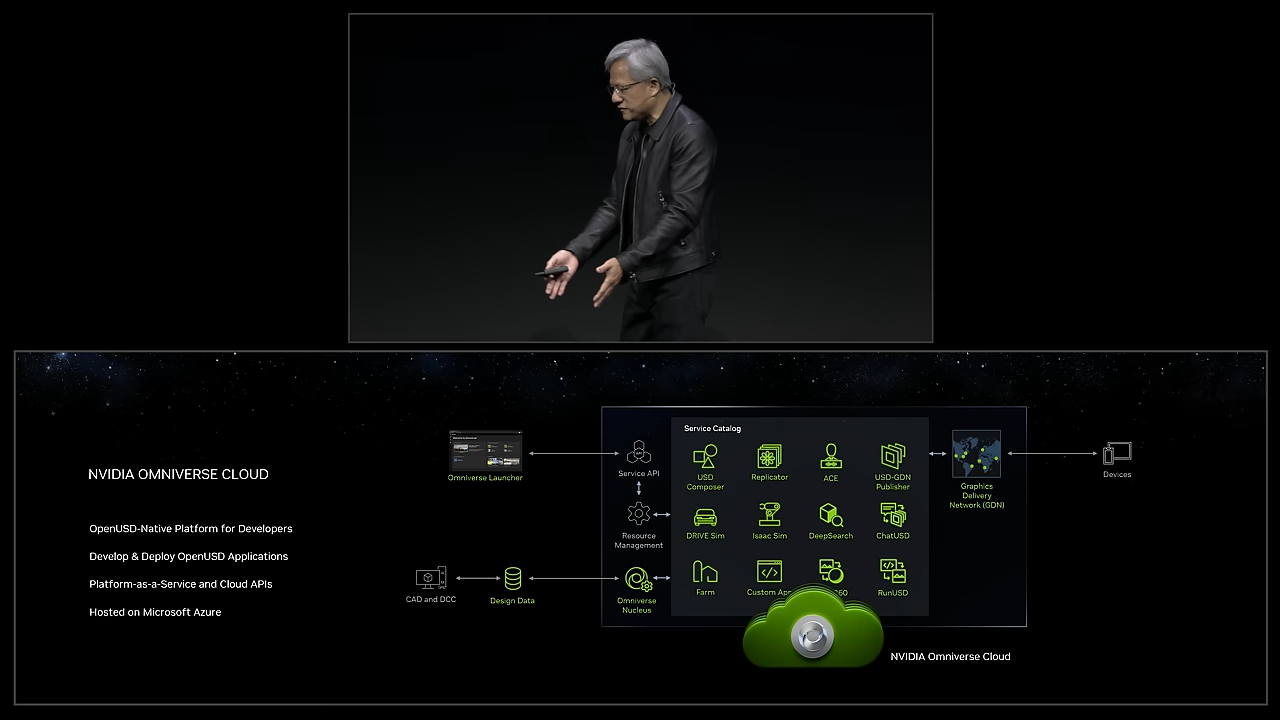 NVIDIA OMNIVERSE CLOUD
OpenUSD-Native Platform for Developers
Develop & Deploy OpenUSD Applications
Platform-as-a-Service and Cloud APIs
Hosted on Microsoft Azure
Omniverse Launcher
CAD and DCC
Design Data
Service API
Resource
Management
Omniverse
Nucleus
Service Catalog
USD
Composer
Replicator
ACE
USD-GDN
Publisher
DRIVE Sim
Isaac Sim
DeepSearch
ChatUSD
Farm
Custom App
360
RunUSD
Graphics
Delivery
Network (GDN)
Devices
NVIDIA Omniverse Cloud